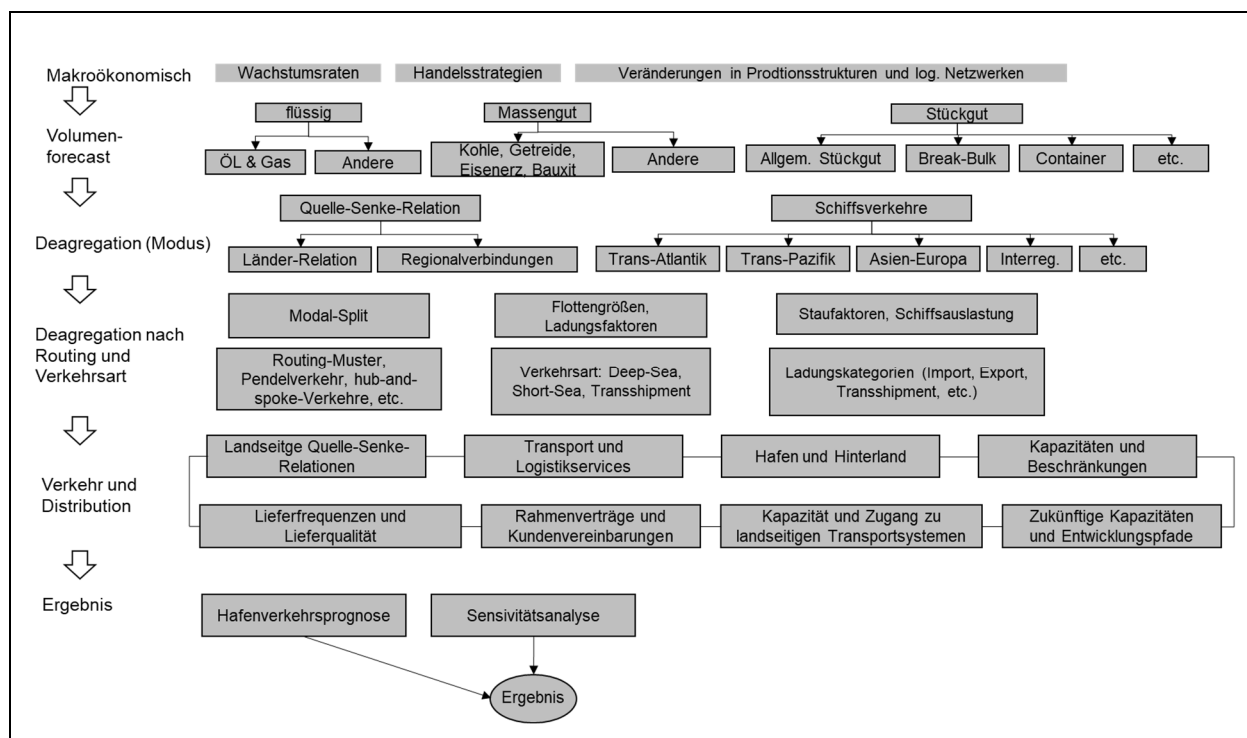 Makroökonomisch
Wachstumsraten
Handelsstrategien
Veränderungen in Prodtionsstrukturen und log. Netzwerken
Volumen-
forecast
flüssig
Massengut
Stückgut
ÖL & Gas
Andere
Kohle, Getreide,
Eisenerz, Bauxit
Andere
Allgem. Stückgut
Break-Bulk
Container
etc.
Deagregation (Modus)
Quelle-Senke-Relation
Schiffsverkehre
Länder-Relation
Regionalverbindungen
Trans-Atlantik
Trans-Pazifik
Asien-Europa
Interreg.
etc.
Deagregation nach
Routing und
Verkehrsart
Modal-Split
Flottengrößen,
Ladungsfaktoren
Staufaktoren, Schiffsauslastung
Routing-Muster,
Pendelverkehr, hub-and-
spoke-Verkehre, etc.
Verkehrsart: Deep-Sea,
Short-Sea, Transshipment
Ladungskategorien (Import, Export,
Transshipment, etc.)
Verkehr und
Distribution
Landseitge Quelle-Senke-
Relationen
Transport und
Logistikservices
Hafen und Hinterland
Kapazitäten und
Beschränkungen
Lieferfrequenzen und
Lieferqualität
Rahmenverträge und
Kundenvereinbarungen
Kapazität und Zugang zu
landseitigen Transportsystemen
Zukünftige Kapazitäten
und Entwicklungspfade
Ergebnis
Hafenverkehrsprognose
Sensivitätsanalyse
Ergebnis